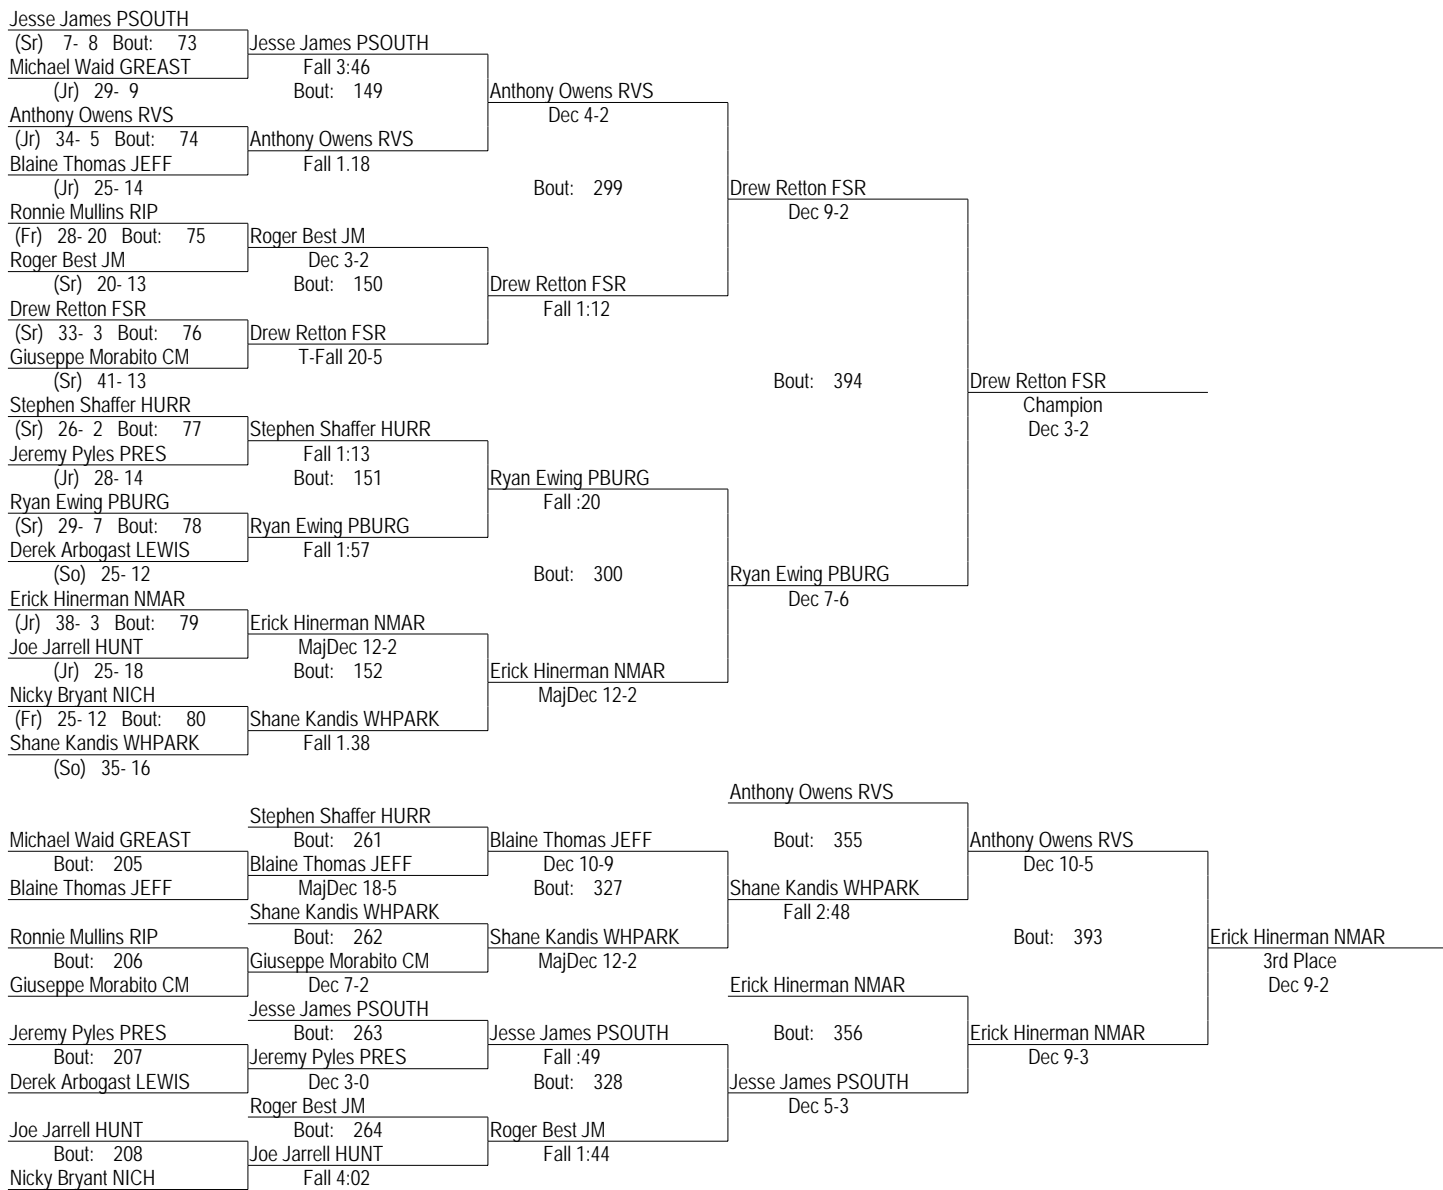 Jesse James PSOUTH
(Sr) 7- 8 Bout: 73 Jesse James PSOUTH
Michael Waid GREAST Fall 3:46
(Jr) 29- 9 Bout: 149 Anthony Owens RVS
Anthony Owens RVS Dec 4-2
(Jr) 34- 5 Bout: 74 Anthony Owens RVS
Blaine Thomas JEFF Fall 1.18
(Jr) 25- 14 Bout: 299 Drew Retton FSR
Ronnie Mullins RIP Dec 9-2
(Fr) 28- 20 Bout: 75 Roger Best JM
Roger Best JM Dec 3-2
(Sr) 20- 13 Bout: 150 Drew Retton FSR
Drew Retton FSR Fall 1:12
(Sr) 33- 3 Bout: 76 Drew Retton FSR
Giuseppe Morabito CM T-Fall 20-5
(Sr) 41- 13 Bout: 394 Drew Retton FSR
Stephen Shaffer HURR Champion
(Sr) 26- 2 Bout: 77 Stephen Shaffer HURR Dec 3-2
Jeremy Pyles PRES Fall 1:13
(Jr) 28- 14 Bout: 151 Ryan Ewing PBURG
Ryan Ewing PBURG Fall :20
(Sr) 29- 7 Bout: 78 Ryan Ewing PBURG
Derek Arbogast LEWIS Fall 1:57
(So) 25- 12 Bout: 300 Ryan Ewing PBURG
Erick Hinerman NMAR Dec 7-6
(Jr) 38- 3 Bout: 79 Erick Hinerman NMAR
Joe Jarrell HUNT MajDec 12-2
(Jr) 25- 18 Bout: 152 Erick Hinerman NMAR
Nicky Bryant NICH MajDec 12-2
(Fr) 25- 12 Bout: 80 Shane Kandis WHPARK
Shane Kandis WHPARK Fall 1.38
(So) 35- 16
Anthony Owens RVS
Stephen Shaffer HURR
Michael Waid GREAST Bout: 261 Blaine Thomas JEFF Bout: 355 Anthony Owens RVS
Bout: 205 Blaine Thomas JEFF Dec 10-9 Dec 10-5
Blaine Thomas JEFF MajDec 18-5 Bout: 327 Shane Kandis WHPARK
Shane Kandis WHPARK Fall 2:48
Ronnie Mullins RIP Bout: 262 Shane Kandis WHPARK Bout: 393 Erick Hinerman NMAR
Bout: 206 Giuseppe Morabito CM MajDec 12-2 3rd Place
Giuseppe Morabito CM Dec 7-2 Erick Hinerman NMAR Dec 9-2
Jesse James PSOUTH
Jeremy Pyles PRES Bout: 263 Jesse James PSOUTH Bout: 356 Erick Hinerman NMAR
Bout: 207 Jeremy Pyles PRES Fall :49 Dec 9-3
Derek Arbogast LEWIS Dec 3-0 Bout: 328 Jesse James PSOUTH
Roger Best JM Dec 5-3
Joe Jarrell HUNT Bout: 264 Roger Best JM
Bout: 208 Joe Jarrell HUNT Fall 1:44
Nicky Bryant NICH Fall 4:02